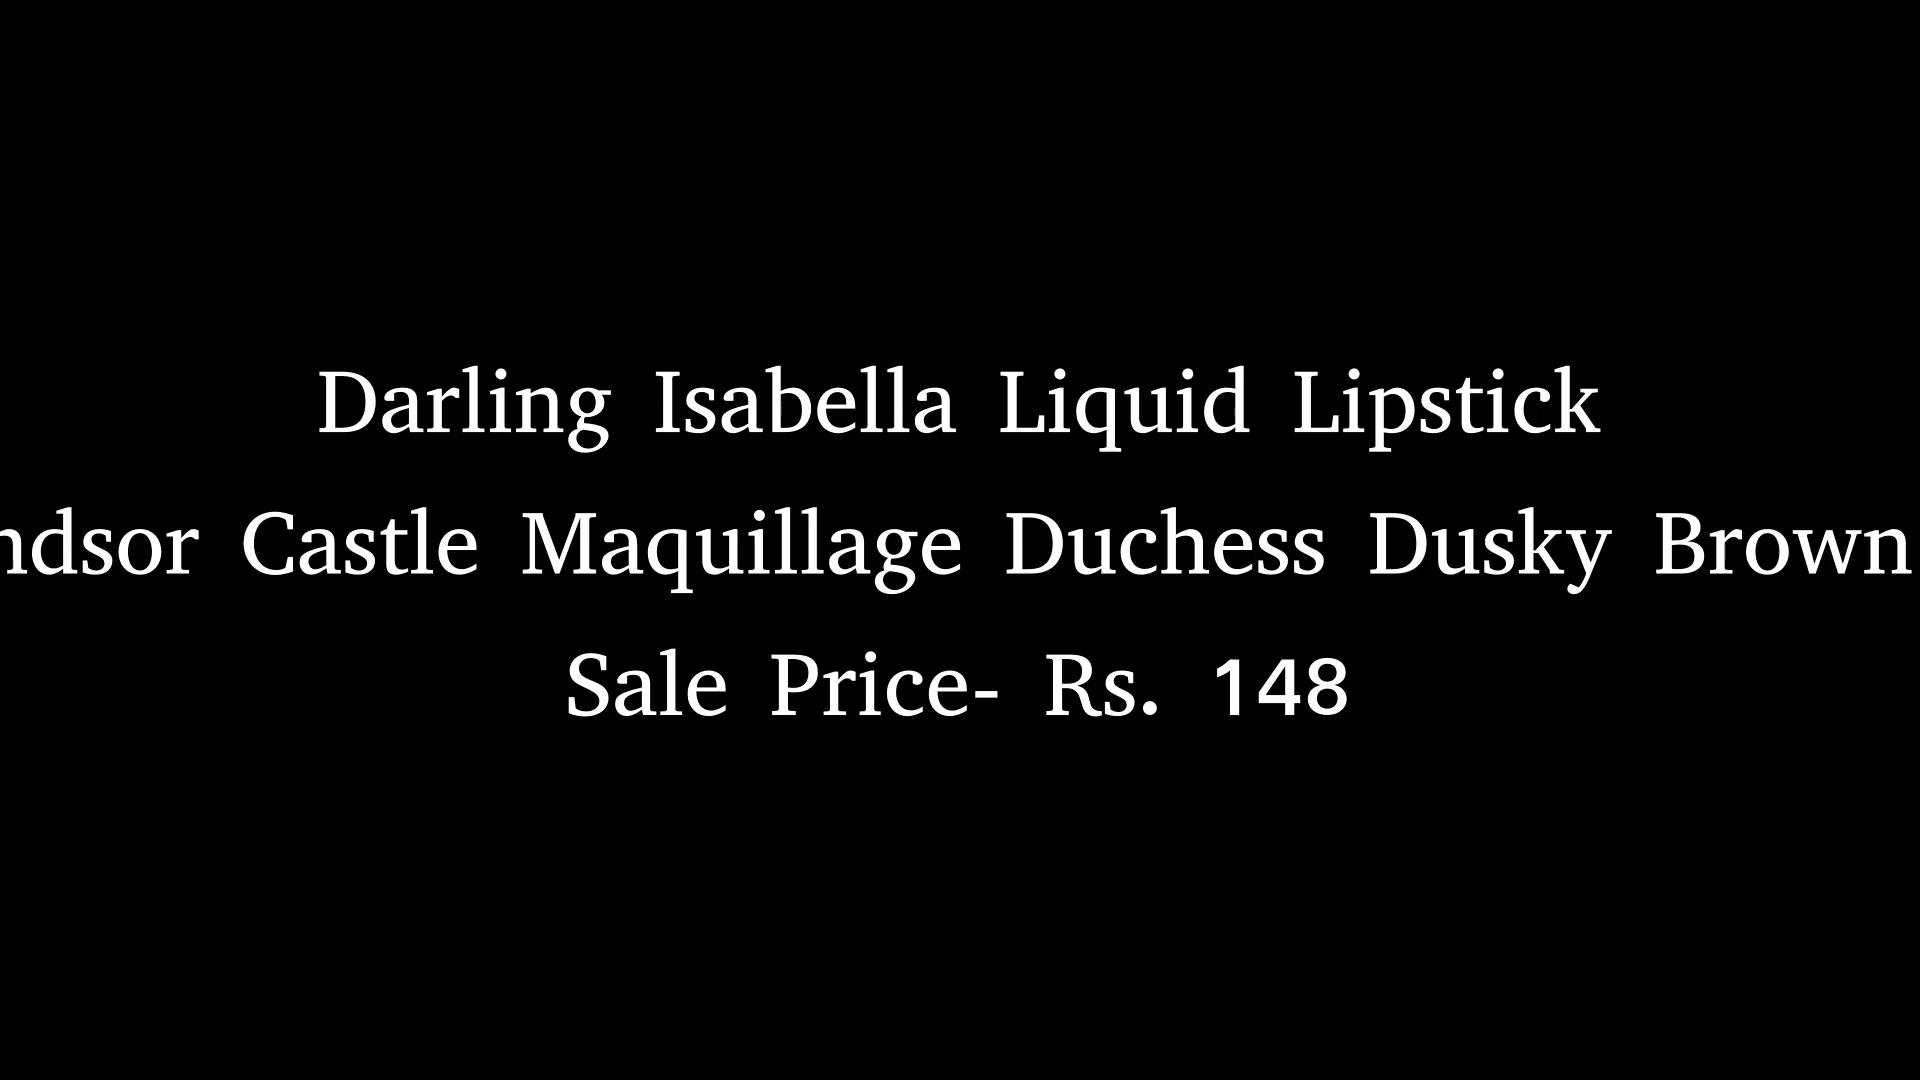 Darling Isabella Liquid Lipstick
ndsor Castle Maquillage Duchess Dusky Brown
Sale Price- Rs. 148